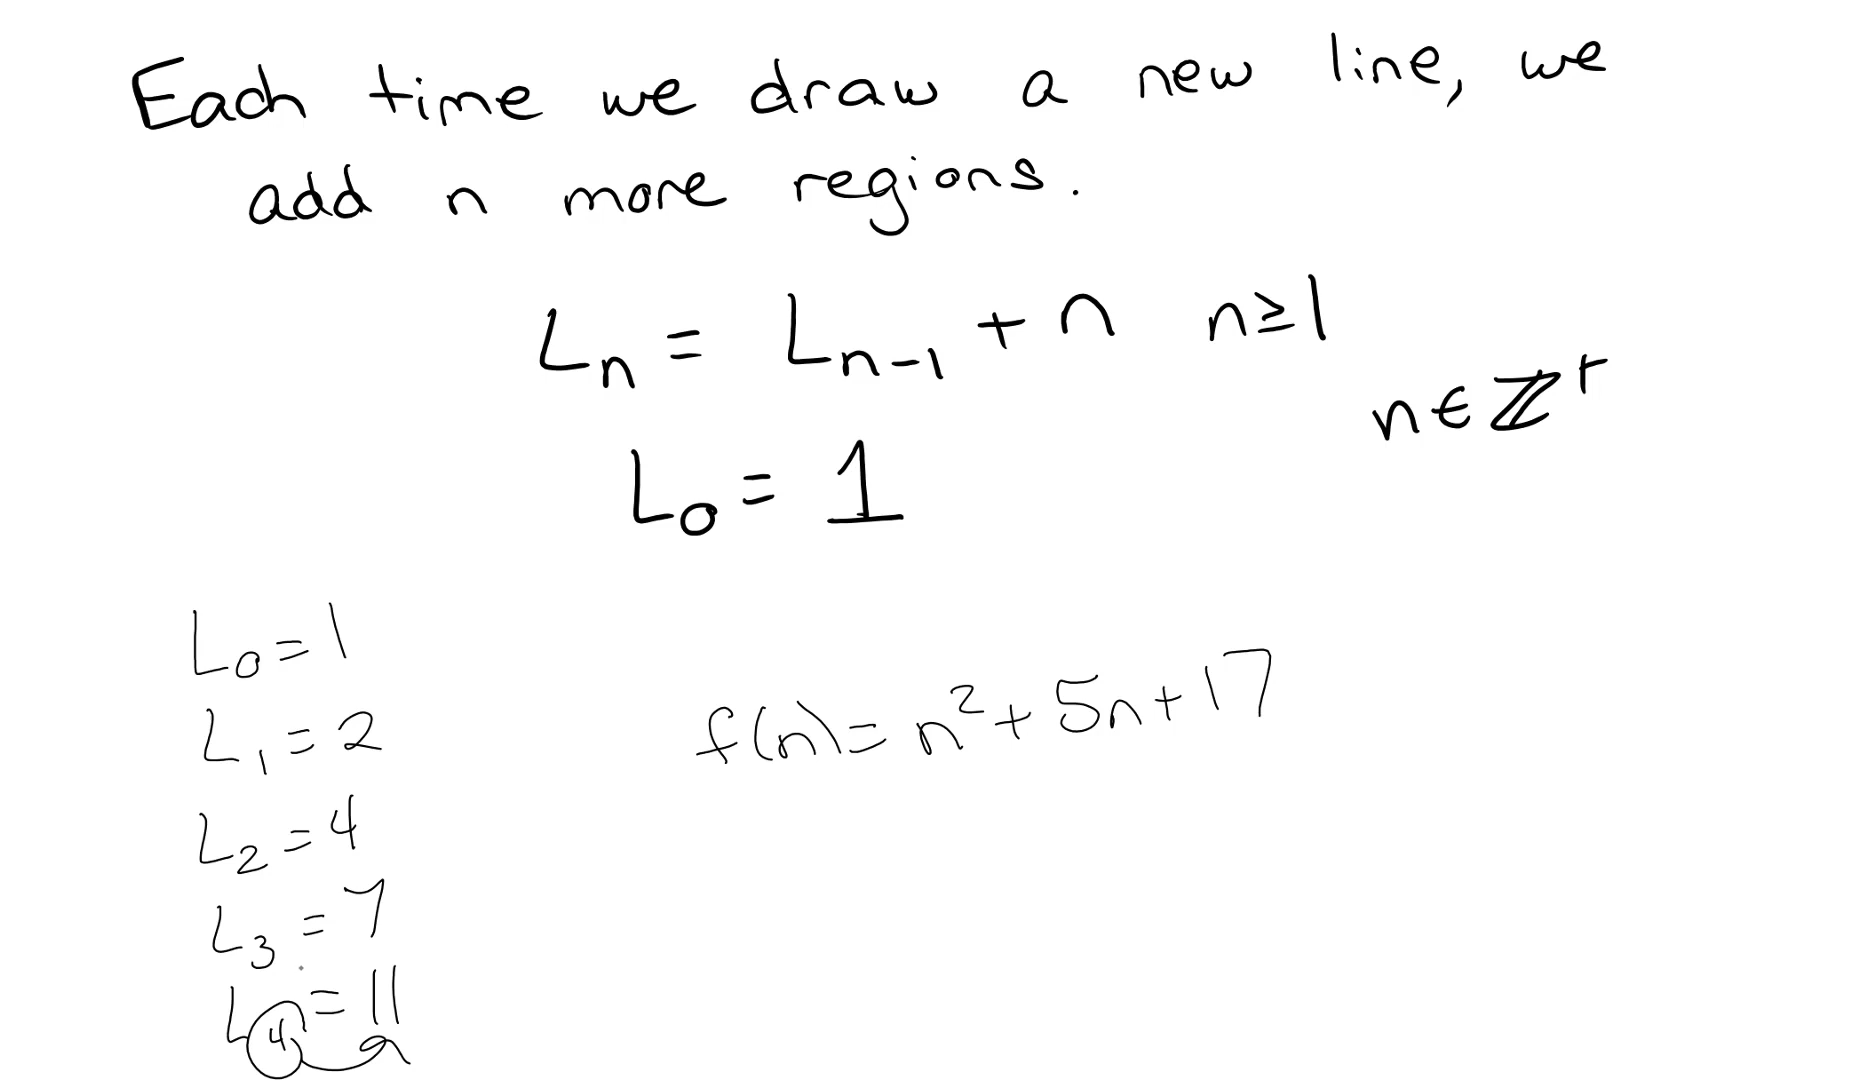 Each time we draw a new line, we
add n more regions.
Lₙ = Lₙ₋₁ + n n≥1
n∈ℤ⁺
L₀ = 1
L₀ = 1
L₁ = 2
f(n) = n² + 5n + 17
L₂ = 4
L₃ = 7
L₄ = 11